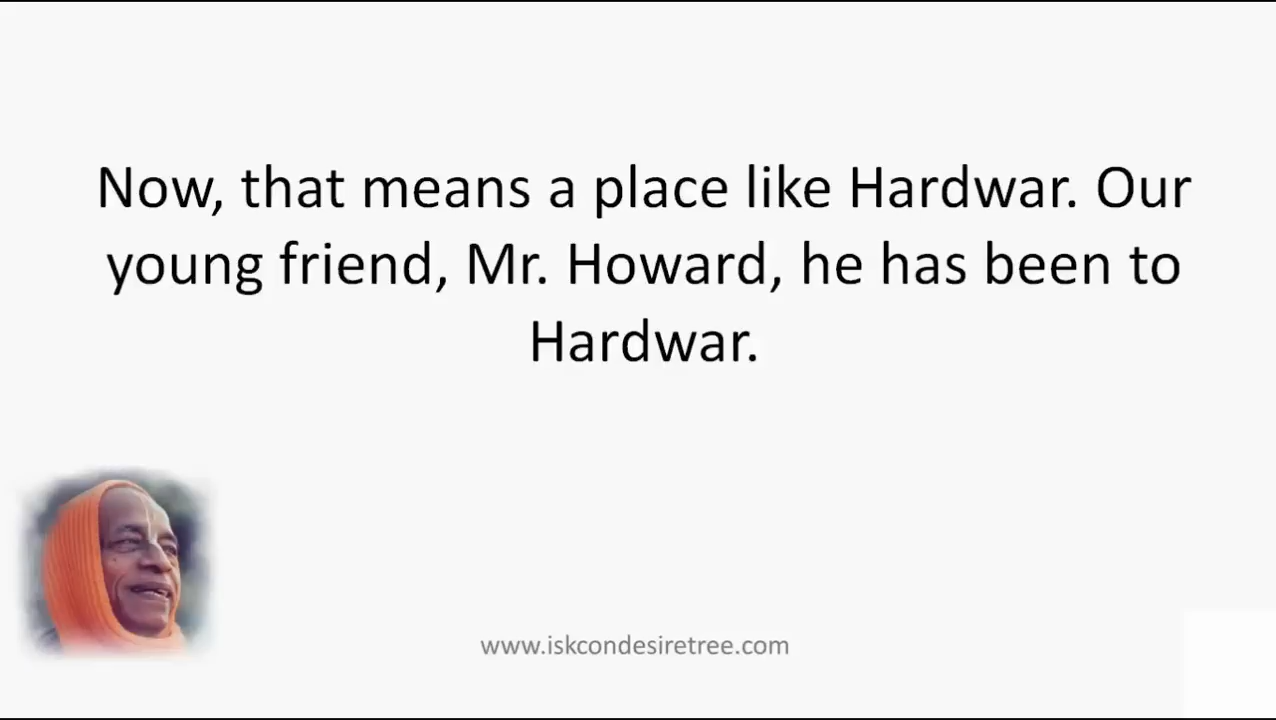 Now, that means a place like Hardwar. Our
young friend, Mr. Howard, he has been to
Hardwar.
www.iskcondesiretree.com